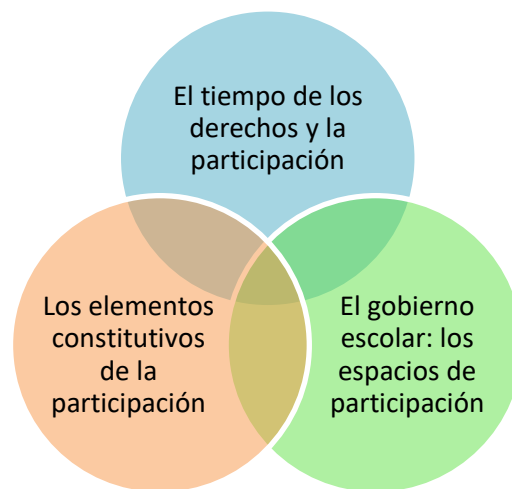 El tiempo de los
derechos y la
participación
Los elementos
constitutivos
de la
participación
El gobierno
escolar: los
espacios de
participación